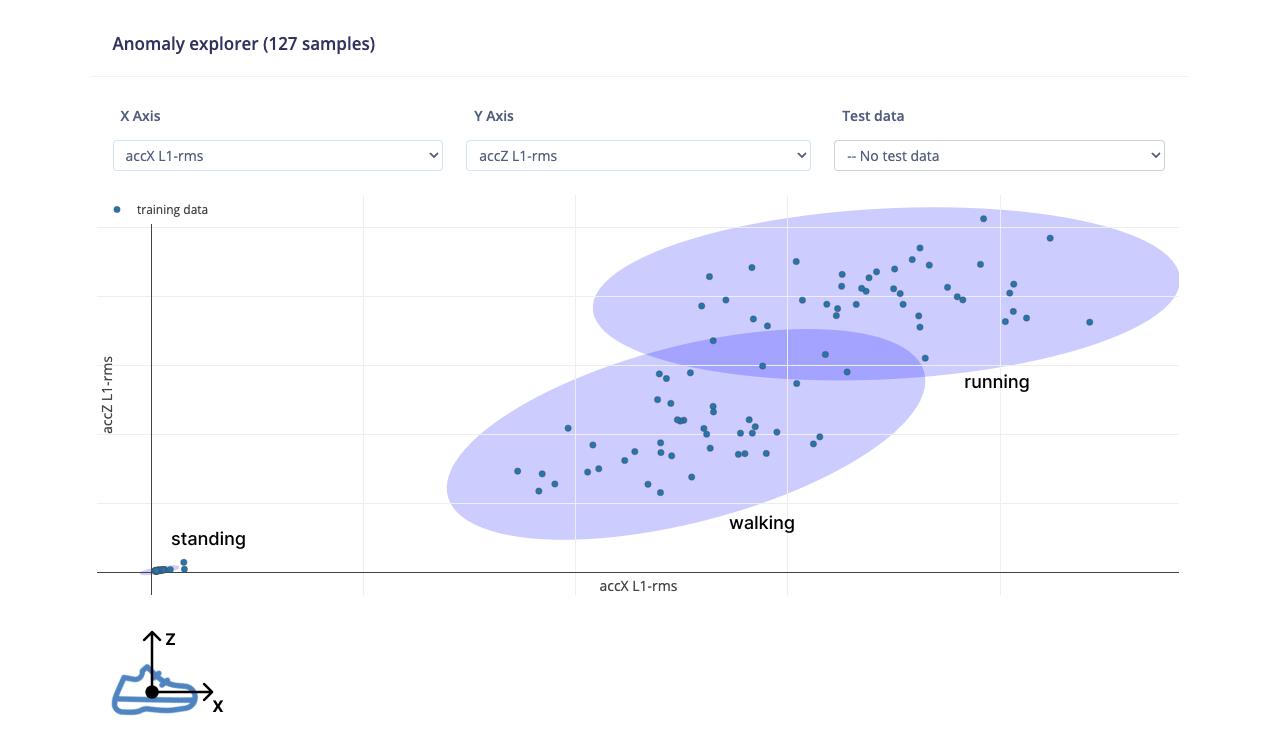 Anomaly explorer (127 samples)
X Axis
Y Axis
Test data
accX L1-rms
accZ L1-rms
-- No test data
training data
accZ L1-rms
running
walking
standing
accX L1-rms
Z
X